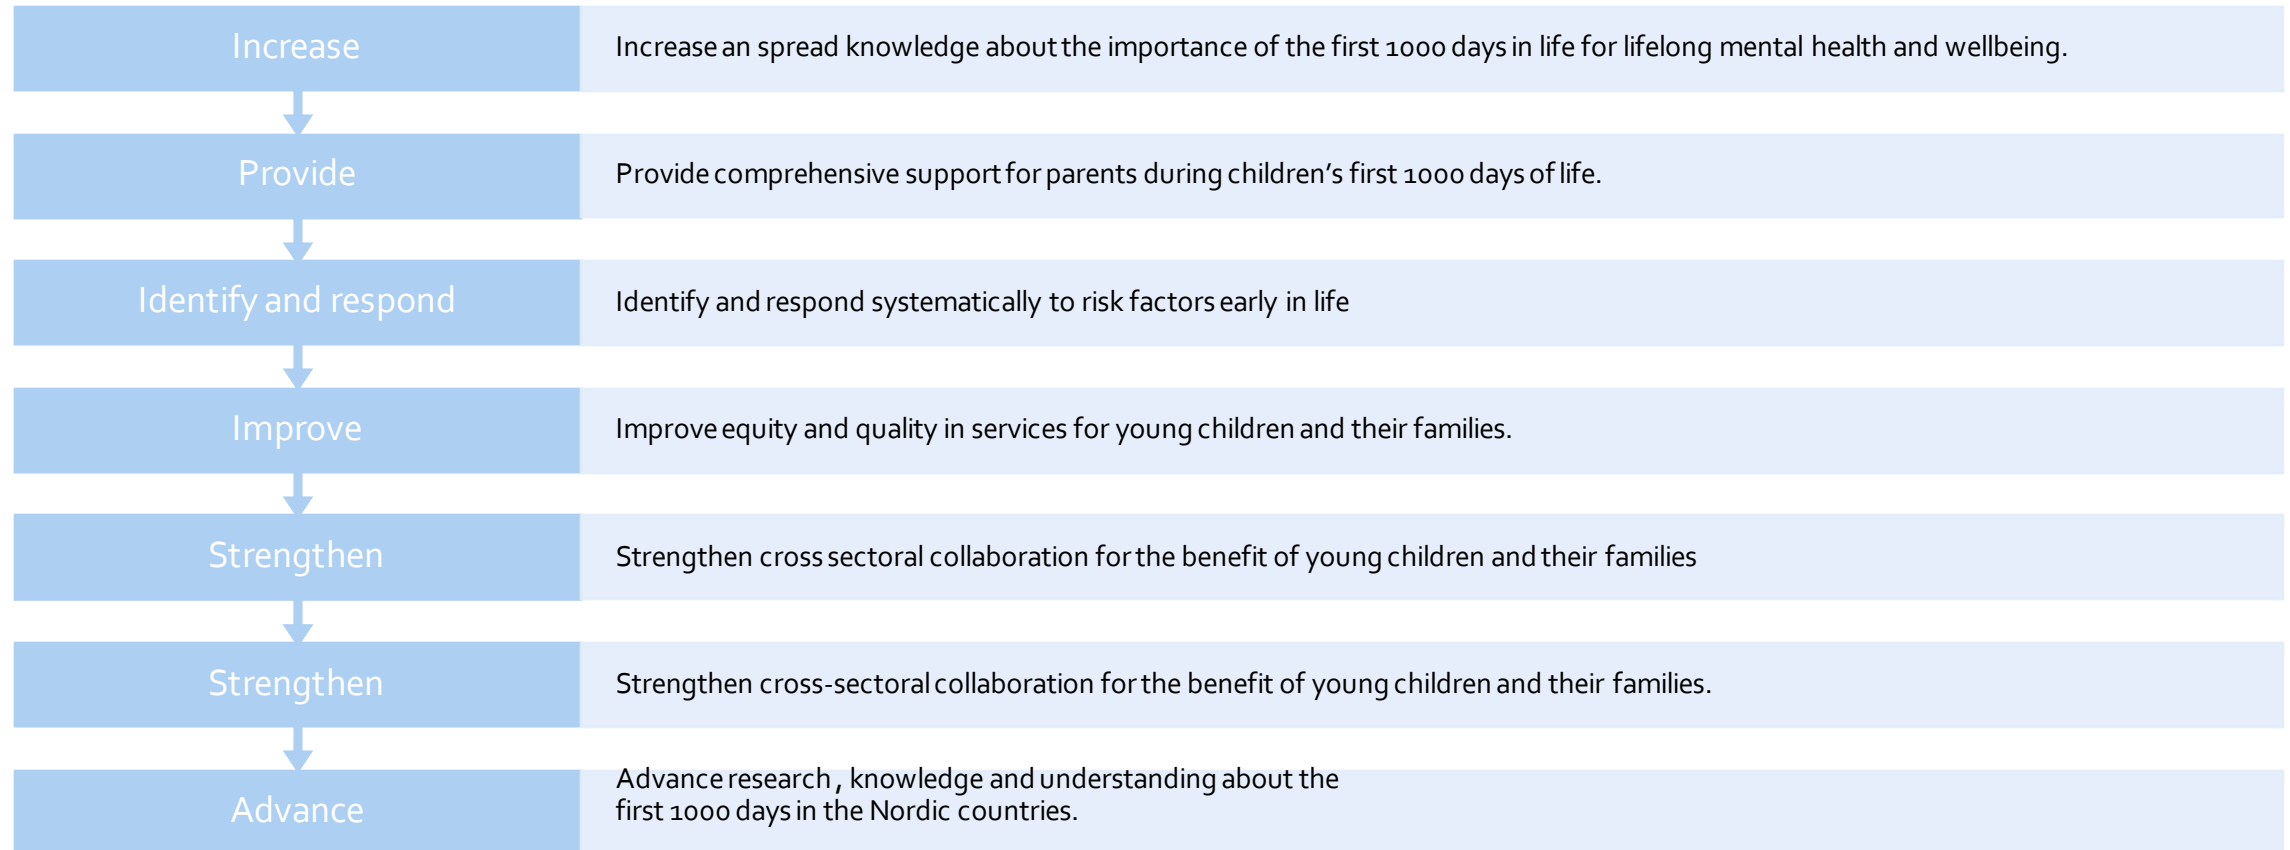 Increase
Increase an spread knowledge about the importance of the first 1000 days in life for lifelong mental health and wellbeing.
Provide
Provide comprehensive support for parents during children’s first 1000 days of life.
Identify and respond
Identify and respond systematically to risk factors early in life
Improve
Improve equity and quality in services for young children and their families.
Strengthen
Strengthen cross sectoral collaboration for the benefit of young children and their families
Strengthen
Strengthen cross-sectoral collaboration for the benefit of young children and their families.
Advance
Advance research , knowledge and understanding about the
first 1000 days in the Nordic countries.